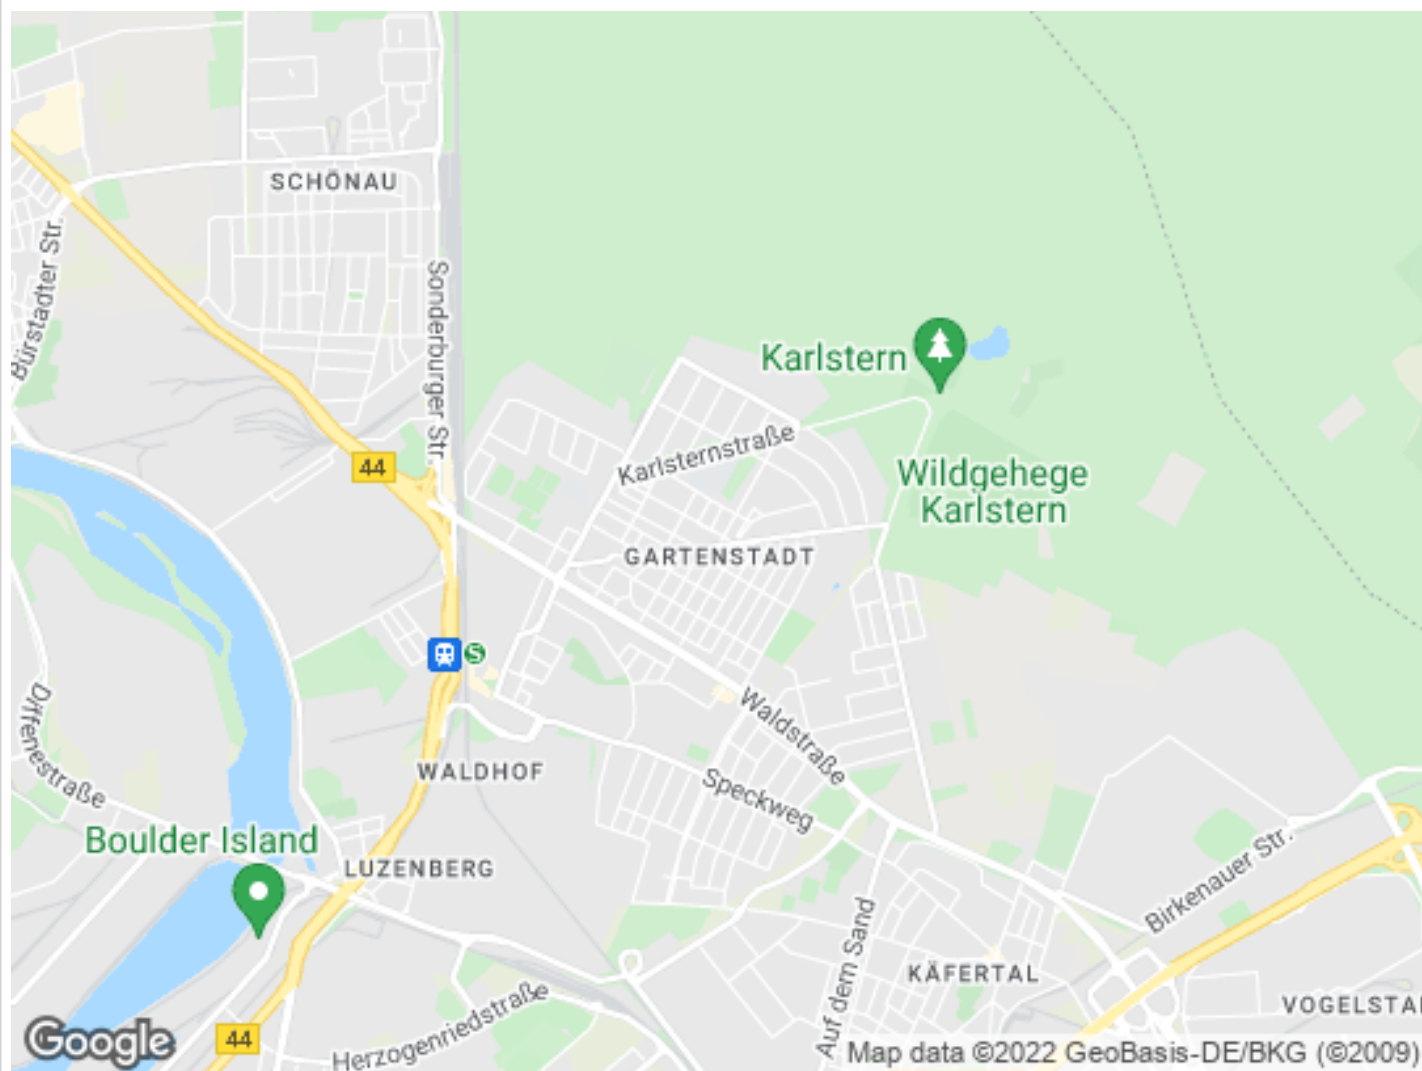 SCHÖNAU
Bürstadter Str.
Sonderburger Str.
Karlstern
Karlsternstraße
44
Wildgehege
Karlstern
GARTENSTADT
S
Diffenestraße
Waldstraße
WALDHOF
Speckweg
Boulder Island
LUZENBERG
Birkenauer Str.
Auf dem Sand
KÄFERTAL
Herzogenriedstraße
VOGELSTA
44
Google
Map data ©2022 GeoBasis-DE/BKG (©2009)